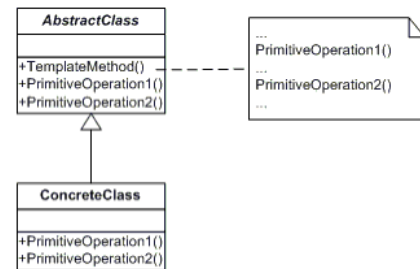 AbstractClass
+TemplateMethod()
+PrimitiveOperation1()
+PrimitiveOperation2()
...
PrimitiveOperation1()
...
PrimitiveOperation2()
...
ConcreteClass
+PrimitiveOperation1()
+PrimitiveOperation2()